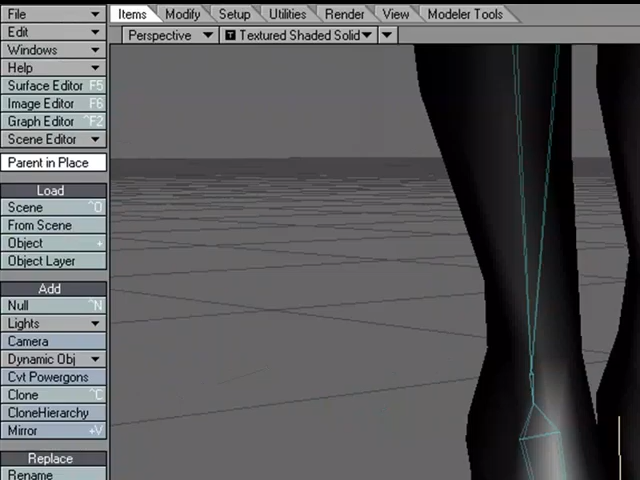 File
Edit
Windows
Help
Surface Editor F5
Image Editor F6
Graph Editor ^F2
Scene Editor
Parent in Place
Load
Scene ^O
From Scene
Object +
Object Layer
Add
Null ^N
Lights
Camera
Dynamic Obj
Cvt Powergons
Clone ^C
CloneHierarchy
Mirror +V
Replace
Rename
Items Modify Setup Utilities Render View Modeler Tools
Perspective T Textured Shaded Solid